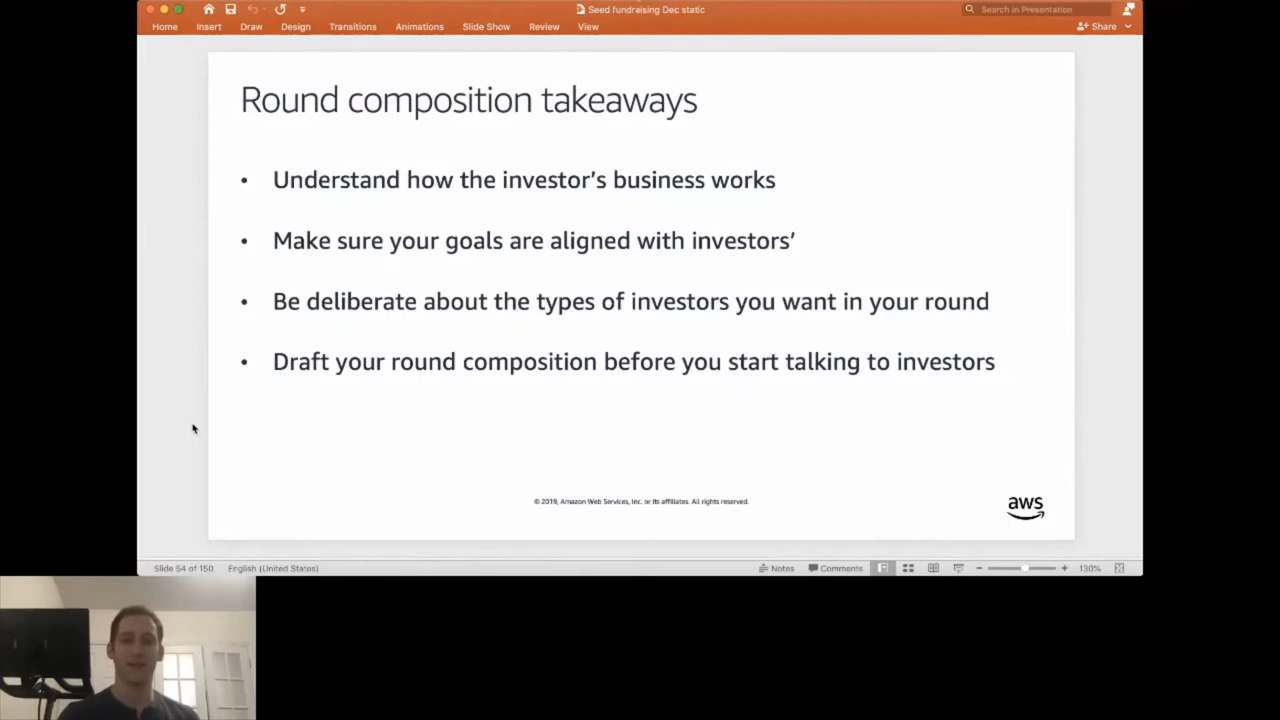 Seed fundraising Dec static
Search in Presentation
Home Insert Draw Design Transitions Animations Slide Show Review View Share
Round composition takeaways
• Understand how the investor’s business works
• Make sure your goals are aligned with investors’
• Be deliberate about the types of investors you want in your round
• Draft your round composition before you start talking to investors
© 2019, Amazon Web Services, Inc. or its affiliates. All rights reserved.
aws
Slide 54 of 150 English (United States) Notes Comments 130%